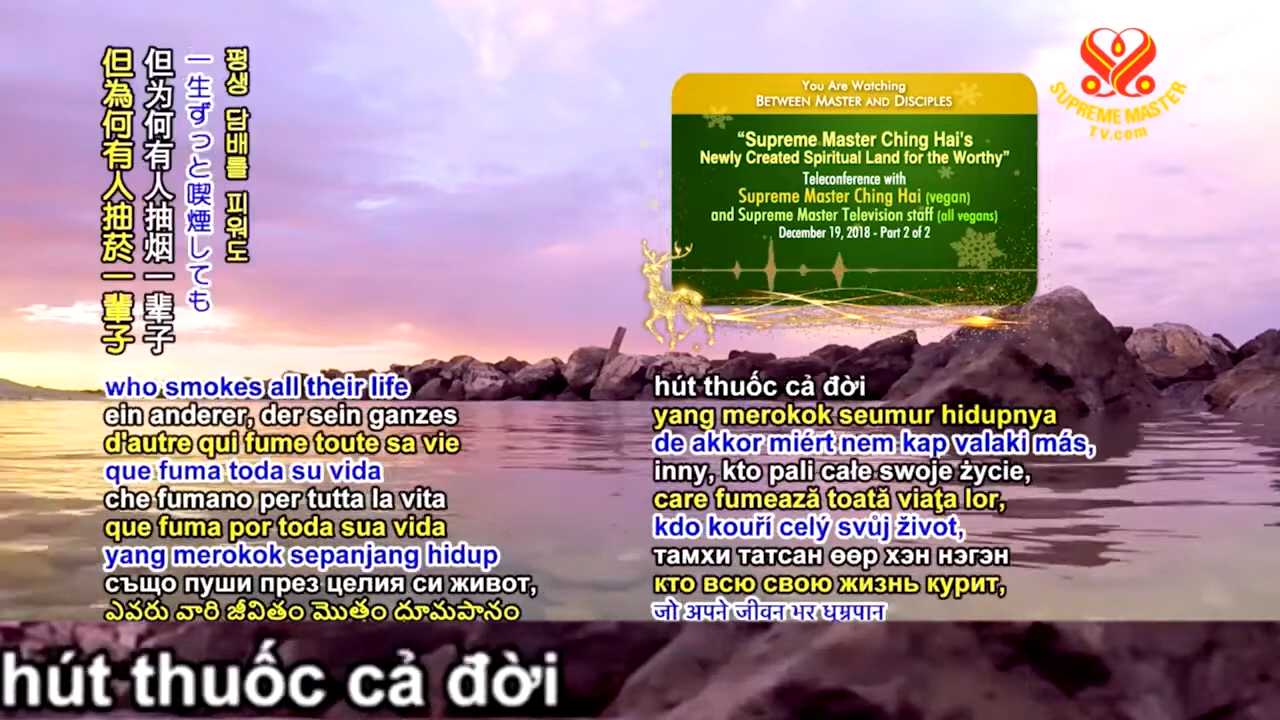 평생 담배를 피워도
一生ずっと喫煙しても
但为何有人抽烟一辈子
但為何有人抽菸一輩子
You Are Watching
BETWEEN MASTER AND DISCIPLES
“Supreme Master Ching Hai's
Newly Created Spiritual Land for the Worthy”
Teleconference with
Supreme Master Ching Hai (vegan)
and Supreme Master Television staff (all vegans)
December 19, 2018 - Part 2 of 2
SUPREME MASTER
TV.com
who smokes all their life
ein anderer, der sein ganzes
d'autre qui fume toute sa vie
que fuma toda su vida
che fumano per tutta la vita
que fuma por toda sua vida
yang merokok sepanjang hidup
също пуши през целия си живот,
ఎవరు వారి జీవితం మొత్తం ధూమపానం
hút thuốc cả đời
yang merokok seumur hidupnya
de akkor miért nem kap valaki más,
inny, kto pali całe swoje życie,
care fumează toată viaţa lor,
kdo kouří celý svůj život,
тамхи татсан өөр хэн нэгэн
кто всю свою жизнь курит,
जो अपने जीवन भर धूम्रपान
hút thuốc cả đời